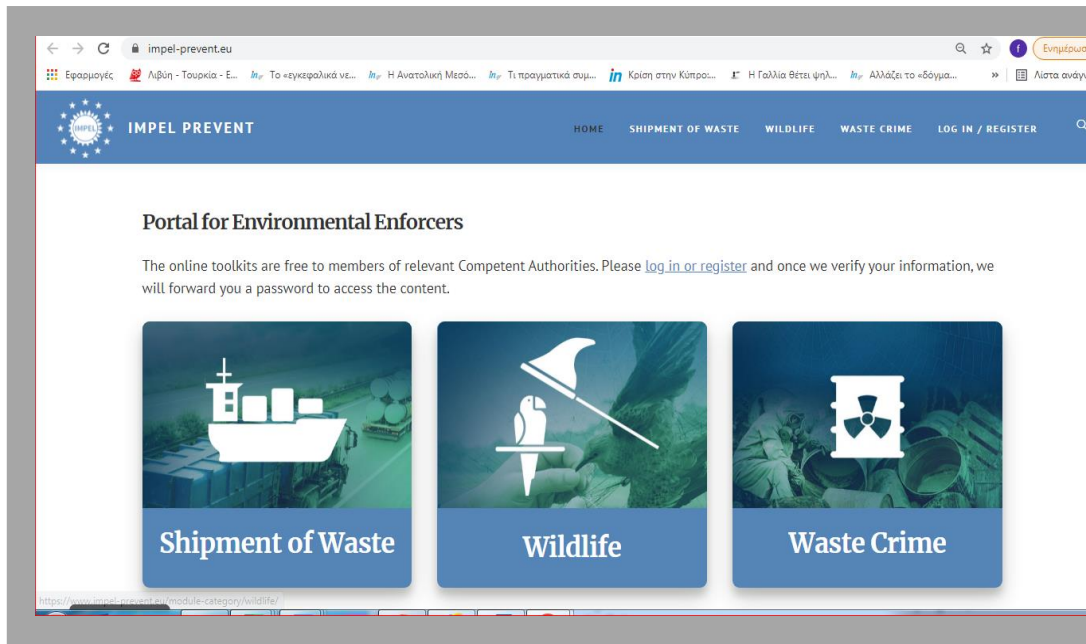 impel-prevent.eu
f
Ενημέρωσ
Εφαρμογές Λιβύη - Τουρκία - Ε... Το «εγκεφαλικά νε... Η Ανατολική Μεσό... Τι πραγματικά συμ... in Κρίση στην Κύπρο:... Η Γαλλία θέτει ψηλ... Αλλάζει το «δόγμα... » Λίστα ανάγν
IMPEL IMPEL PREVENT HOME SHIPMENT OF WASTE WILDLIFE WASTE CRIME LOG IN / REGISTER
Portal for Environmental Enforcers
The online toolkits are free to members of relevant Competent Authorities. Please log in or register and once we verify your information, we
will forward you a password to access the content.
Shipment of Waste
Wildlife
Waste Crime
https://www.impel-prevent.eu/module-category/wildlife/